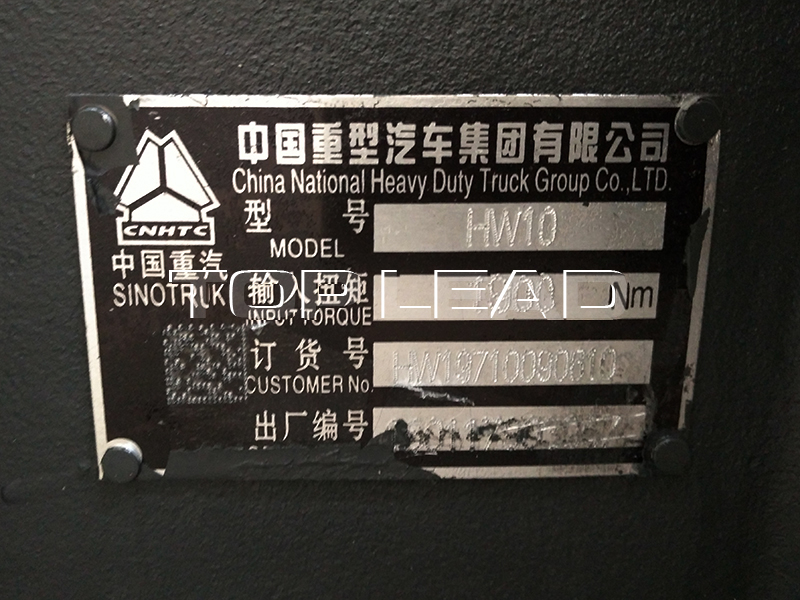 中国重型汽车集团有限公司
China National Heavy Duty Truck Group Co.,LTD.
CNHTC
中国重汽
SINOTRUK
型 号
MODEL
HW10
输入扭矩
INPUT TORQUE
Nm
TOPLEAD
订货号
CUSTOMER No.
HW19710090810
出厂编号